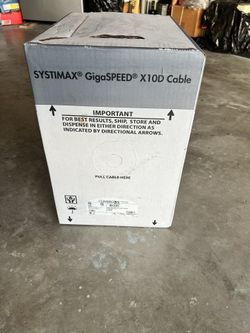 SYSTIMAX® GigaSPEED® X10D Cable
IMPORTANT
FOR BEST RESULTS, SHIP, STORE AND
DISPENSE IN EITHER DIRECTION AS
INDICATED BY DIRECTIONAL ARROWS.
PULL CABLE HERE